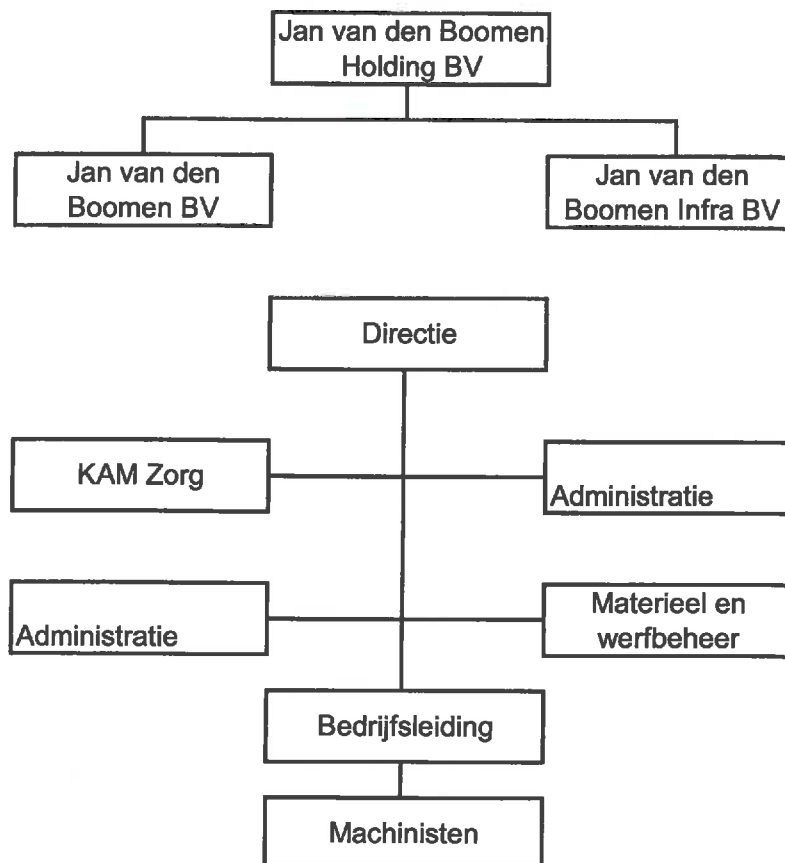 Jan van den Boomen
Holding BV
Jan van den
Boomen BV
Jan van den
Boomen Infra BV
Directie
KAM Zorg
Administratie
Administratie
Materieel en
werfbeheer
Bedrijfsleiding
Machinisten